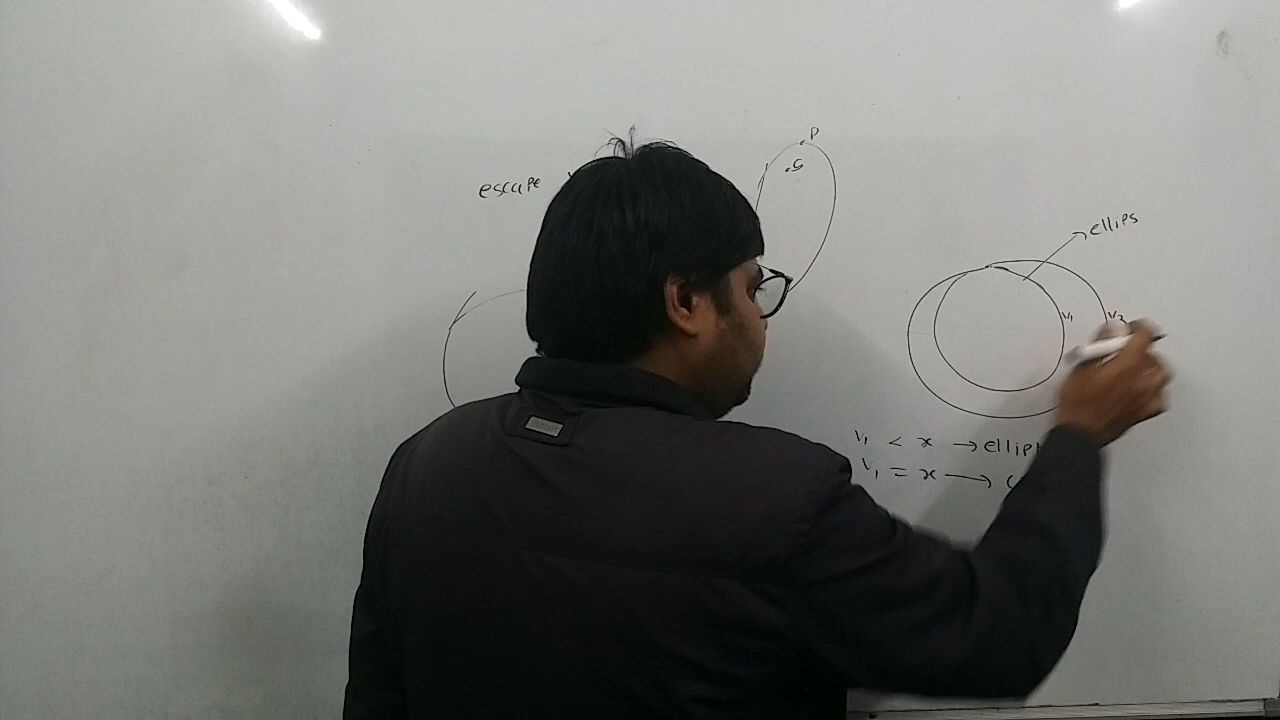 P
.S
escape
ellips
V1 V2
V1 < x → ellip
V1 = x → C